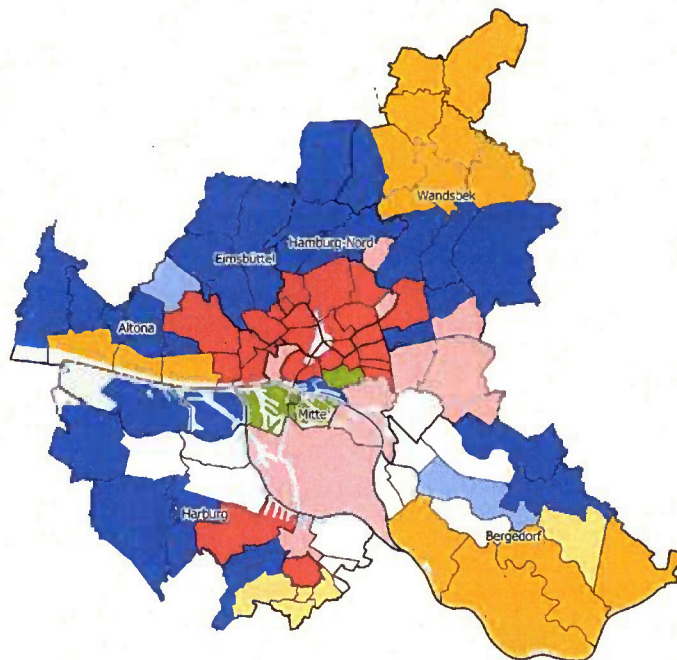 Wandsbek
Hamburg-Nord
Eimsbüttel
Altona
Mitte
Harburg
Bergedorf